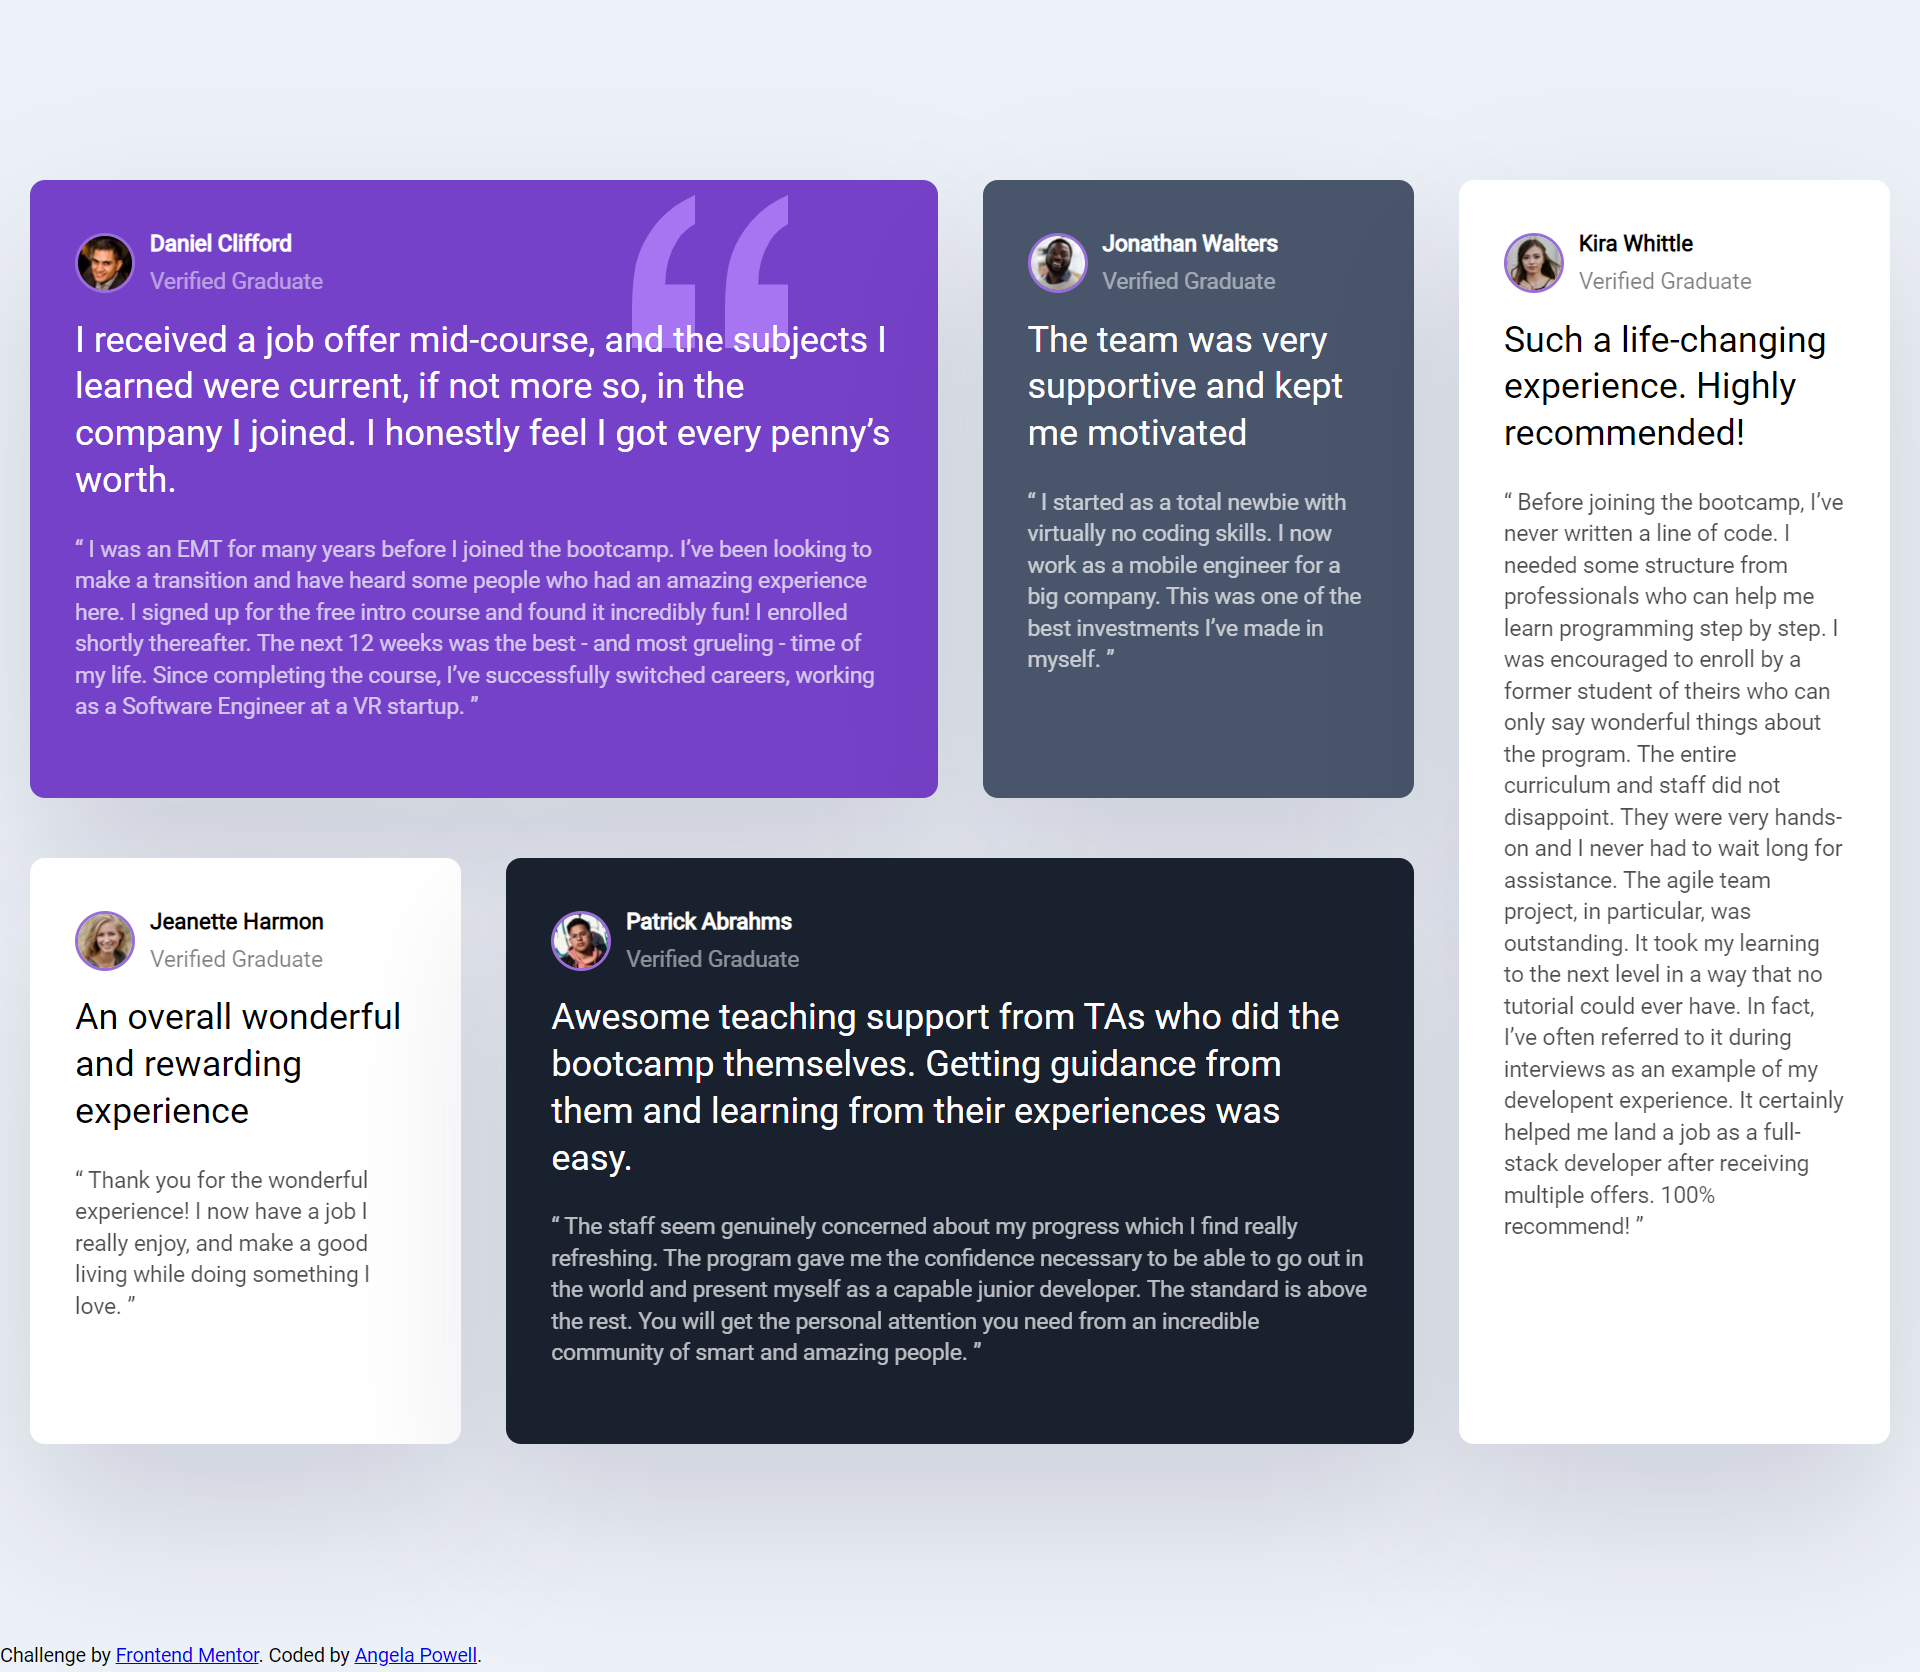 Daniel Clifford
Verified Graduate
I received a job offer mid-course, and the subjects I
learned were current, if not more so, in the
company I joined. I honestly feel I got every penny’s
worth.
“ I was an EMT for many years before I joined the bootcamp. I’ve been looking to
make a transition and have heard some people who had an amazing experience
here. I signed up for the free intro course and found it incredibly fun! I enrolled
shortly thereafter. The next 12 weeks was the best - and most grueling - time of
my life. Since completing the course, I’ve successfully switched careers, working
as a Software Engineer at a VR startup. ”
Jonathan Walters
Verified Graduate
The team was very
supportive and kept
me motivated
“ I started as a total newbie with
virtually no coding skills. I now
work as a mobile engineer for a
big company. This was one of the
best investments I’ve made in
myself. ”
Kira Whittle
Verified Graduate
Such a life-changing
experience. Highly
recommended!
“ Before joining the bootcamp, I’ve
never written a line of code. I
needed some structure from
professionals who can help me
learn programming step by step. I
was encouraged to enroll by a
former student of theirs who can
only say wonderful things about
the program. The entire
curriculum and staff did not
disappoint. They were very hands-
on and I never had to wait long for
assistance. The agile team
project, in particular, was
outstanding. It took my learning
to the next level in a way that no
tutorial could ever have. In fact,
I’ve often referred to it during
interviews as an example of my
developent experience. It certainly
helped me land a job as a full-
stack developer after receiving
multiple offers. 100%
recommend! ”
Jeanette Harmon
Verified Graduate
An overall wonderful
and rewarding
experience
“ Thank you for the wonderful
experience! I now have a job I
really enjoy, and make a good
living while doing something I
love. ”
Patrick Abrahms
Verified Graduate
Awesome teaching support from TAs who did the
bootcamp themselves. Getting guidance from
them and learning from their experiences was
easy.
“ The staff seem genuinely concerned about my progress which I find really
refreshing. The program gave me the confidence necessary to be able to go out in
the world and present myself as a capable junior developer. The standard is above
the rest. You will get the personal attention you need from an incredible
community of smart and amazing people. ”
Challenge by Frontend Mentor. Coded by Angela Powell.